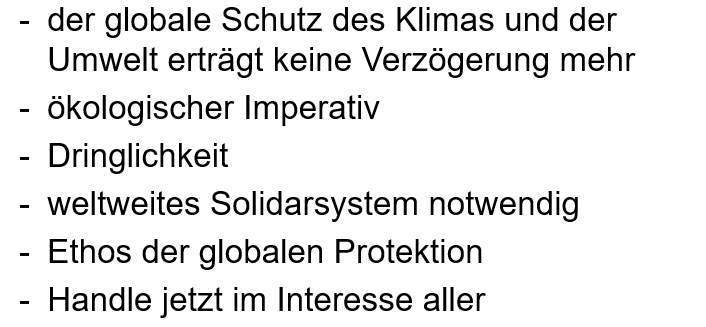 - der globale Schutz des Klimas und der
Umwelt erträgt keine Verzögerung mehr
- ökologischer Imperativ
- Dringlichkeit
- weltweites Solidarsystem notwendig
- Ethos der globalen Protektion
- Handle jetzt im Interesse aller